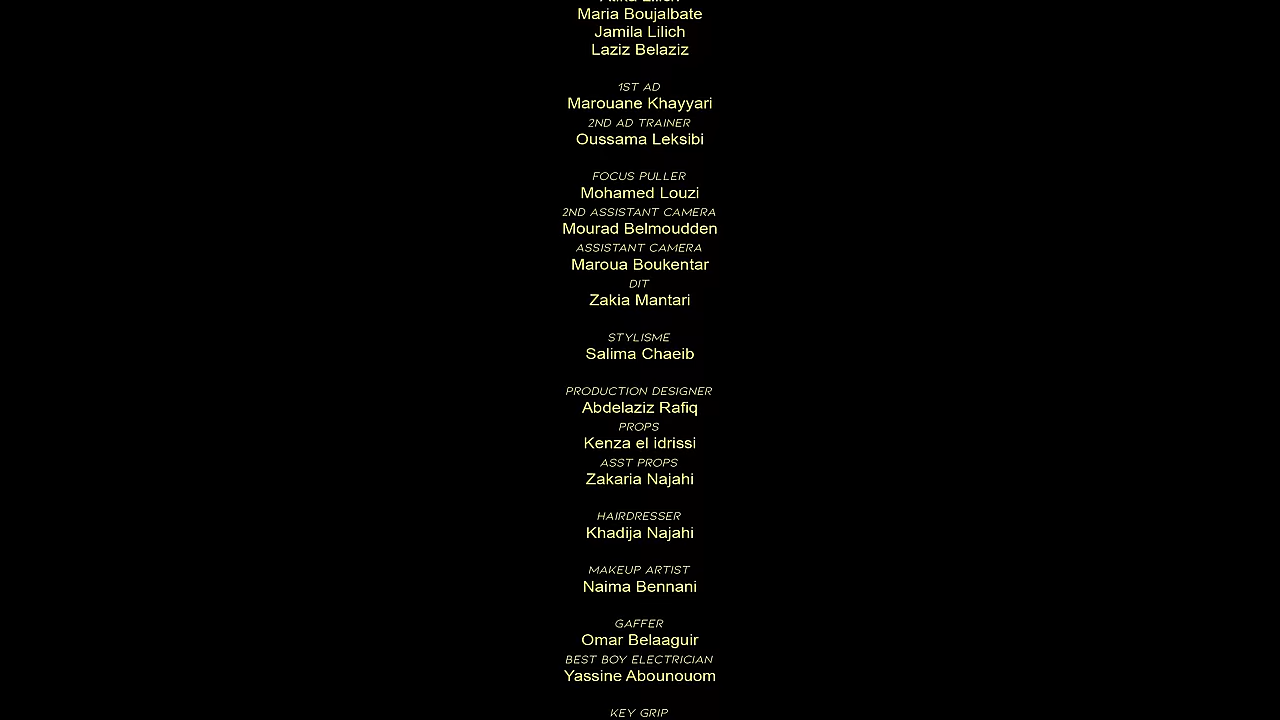 Maria Boujalbate
Jamila Lilich
Laziz Belaziz
1ST AD
Marouane Khayyari
2ND AD TRAINER
Oussama Leksibi
FOCUS PULLER
Mohamed Louzi
2ND ASSISTANT CAMERA
Mourad Belmoudden
ASSISTANT CAMERA
Maroua Boukentar
DIT
Zakia Mantari
STYLISME
Salima Chaeib
PRODUCTION DESIGNER
Abdelaziz Rafiq
PROPS
Kenza el idrissi
ASST PROPS
Zakaria Najahi
HAIRDRESSER
Khadija Najahi
MAKEUP ARTIST
Naima Bennani
GAFFER
Omar Belaaguir
BEST BOY ELECTRICIAN
Yassine Abounouom
KEY GRIP